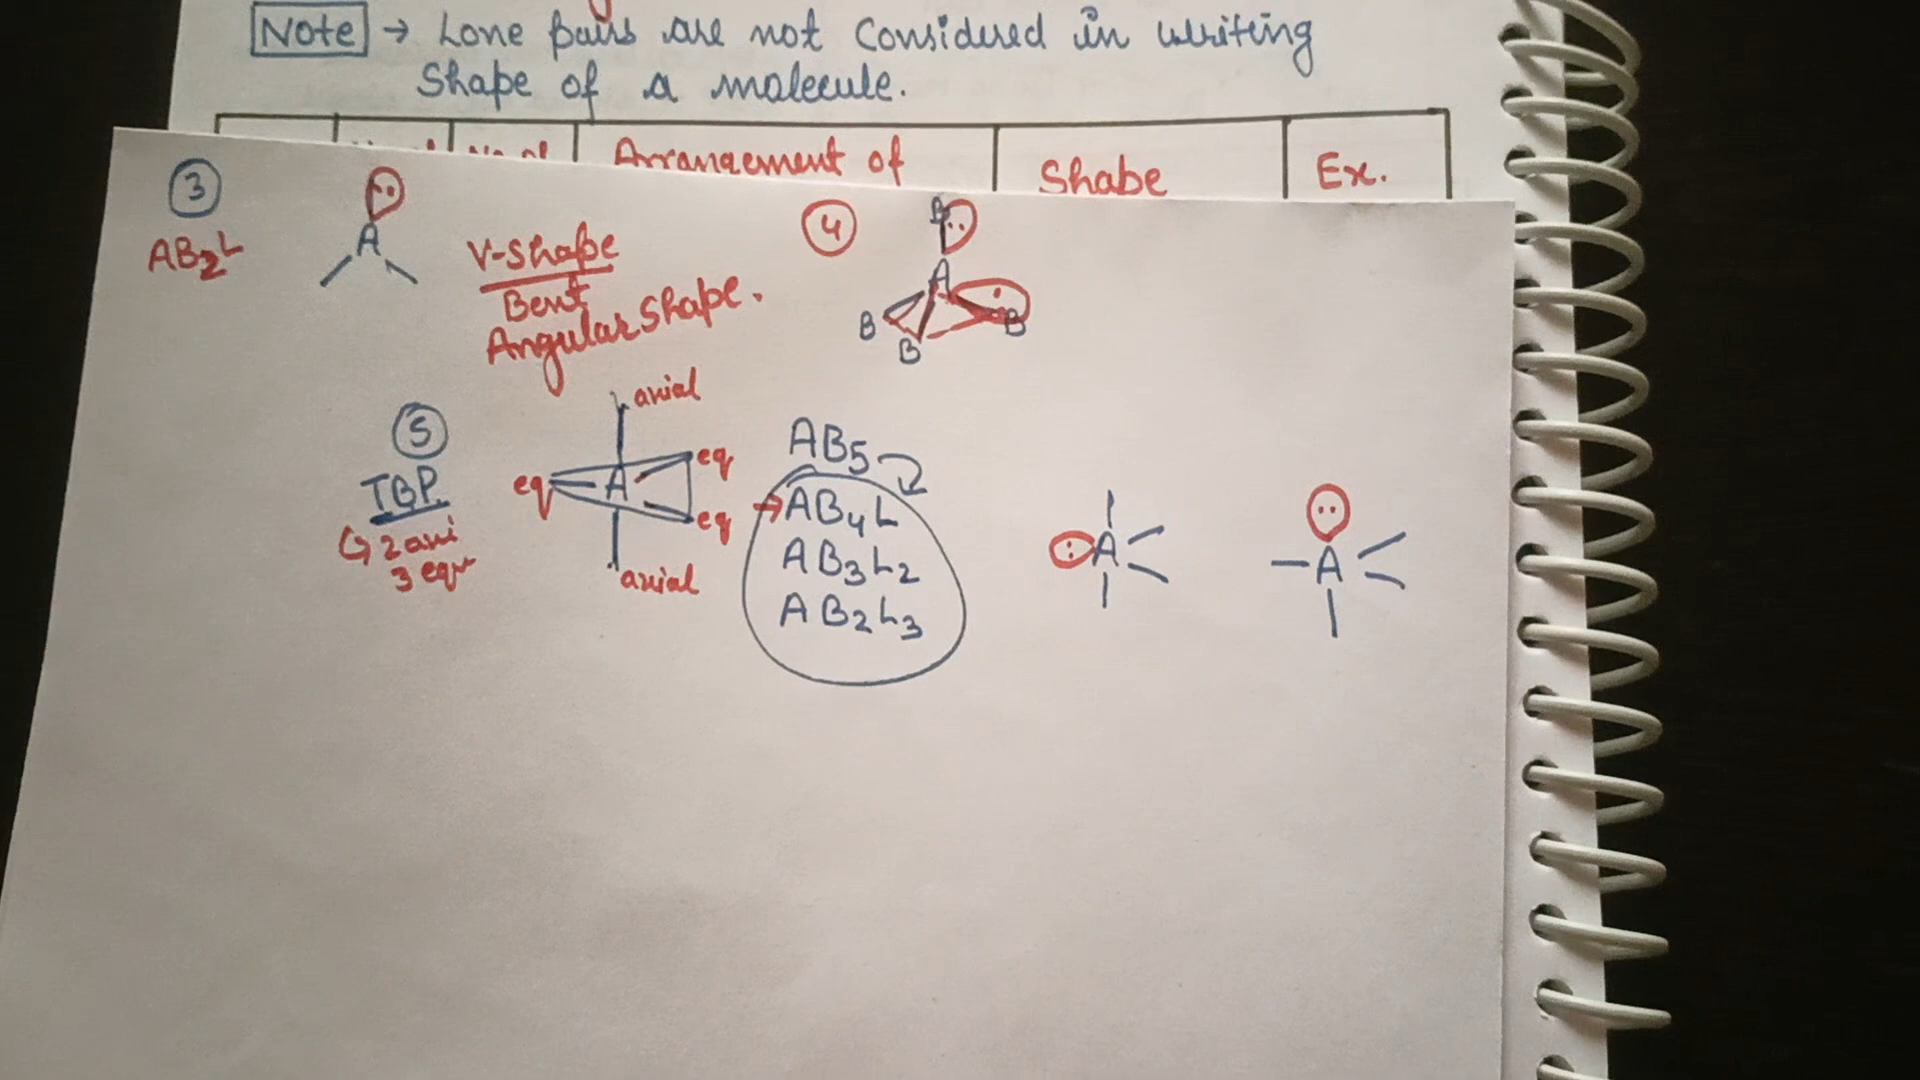 Note → Lone pairs are not considered in writing
Shape of a molecule.
Arrangement of
Shape
Ex.
3
AB2L
A
V-shape
Bent
Angular shape.
4
B
A
B
B
B
5
TBP
↳ 2 axi
3 equ
axial
eq
A
eq
eq
axial
AB5
→ AB4L
AB3L2
AB2L3
A
A